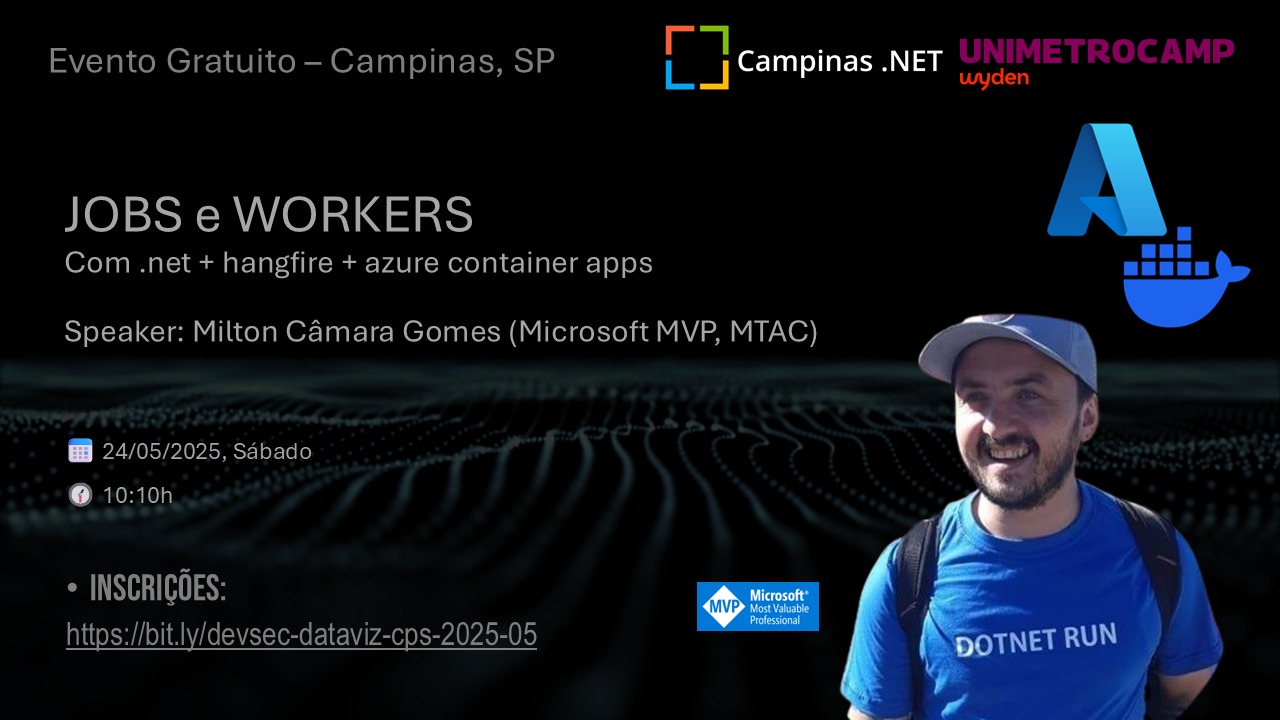 Evento Gratuito – Campinas, SP
Campinas .NET
UNIMETROCAMP
wyden
JOBS e WORKERS
Com .net + hangfire + azure container apps
Speaker: Milton Câmara Gomes (Microsoft MVP, MTAC)
24/05/2025, Sábado
10:10h
• INSCRIÇÕES:
https://bit.ly/devsec-dataviz-cps-2025-05
MVP
Microsoft®
Most Valuable
Professional
DOTNET RUN